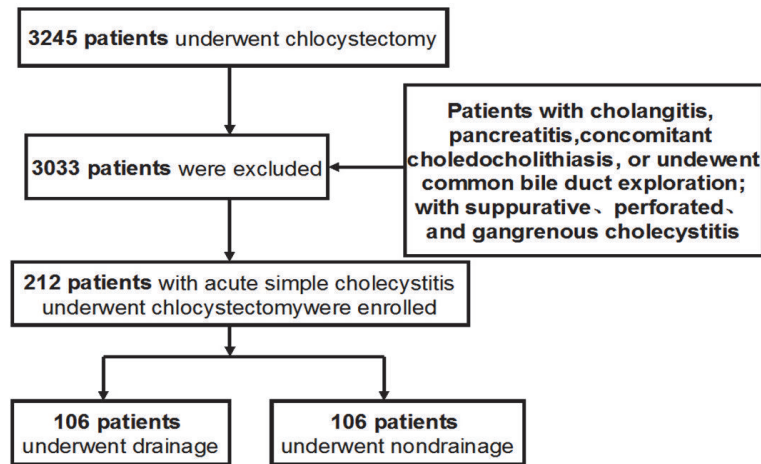 3245 patients underwent chlocystectomy
Patients with cholangitis,
pancreatitis,concomitant
choledocholithiasis, or undewent
common bile duct exploration;
with suppurative、perforated、
and gangrenous cholecystitis
3033 patients were excluded
212 patients with acute simple cholecystitis
underwent chlocystectomywere enrolled
106 patients
underwent drainage
106 patients
underwent nondrainage